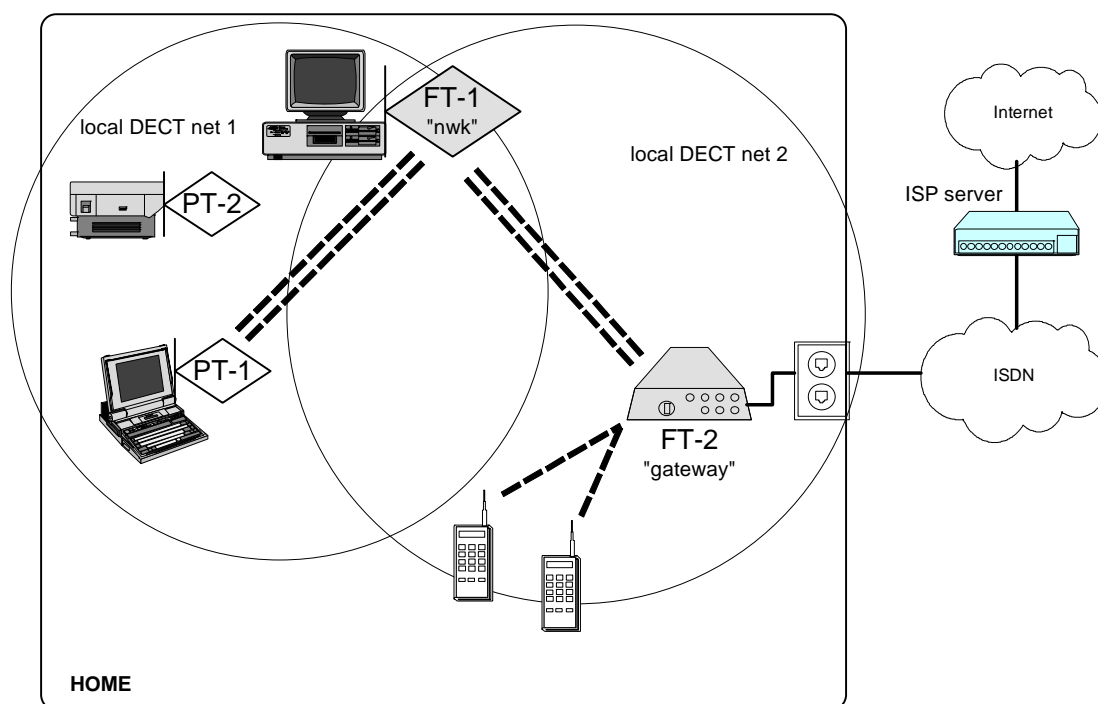 FT-1
"nwk"
local DECT net 1
local DECT net 2
Internet
PT-2
ISP server
PT-1
ISDN
FT-2
"gateway"
HOME